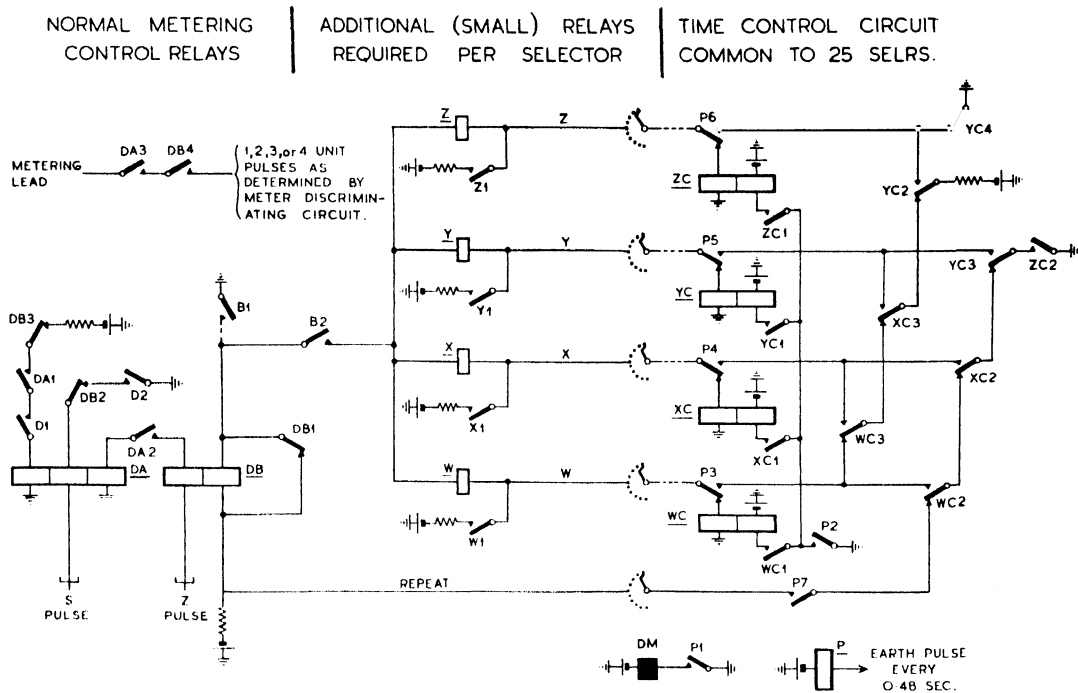 NORMAL METERING
CONTROL RELAYS
ADDITIONAL (SMALL) RELAYS
REQUIRED PER SELECTOR
TIME CONTROL CIRCUIT
COMMON TO 25 SELRS.
METERING
LEAD
DA3
DB4
1,2,3,or 4 UNIT
PULSES AS
DETERMINED BY
METER DISCRIMIN-
ATING CIRCUIT.
Z
Z1
Z
P6
YC4
ZC
ZC1
YC2
Y
Y1
Y
P5
YC
YC1
YC3
ZC2
XC3
B1
B2
DB3
DA1
D1
DB2
D2
DA2
DA
DB1
DB
X
X1
X
P4
XC
XC1
XC2
WC3
W
W1
W
P3
WC
WC1
P2
WC2
S
PULSE
Z
PULSE
REPEAT
P7
DM
P1
P
EARTH PULSE
EVERY
0·48 SEC.